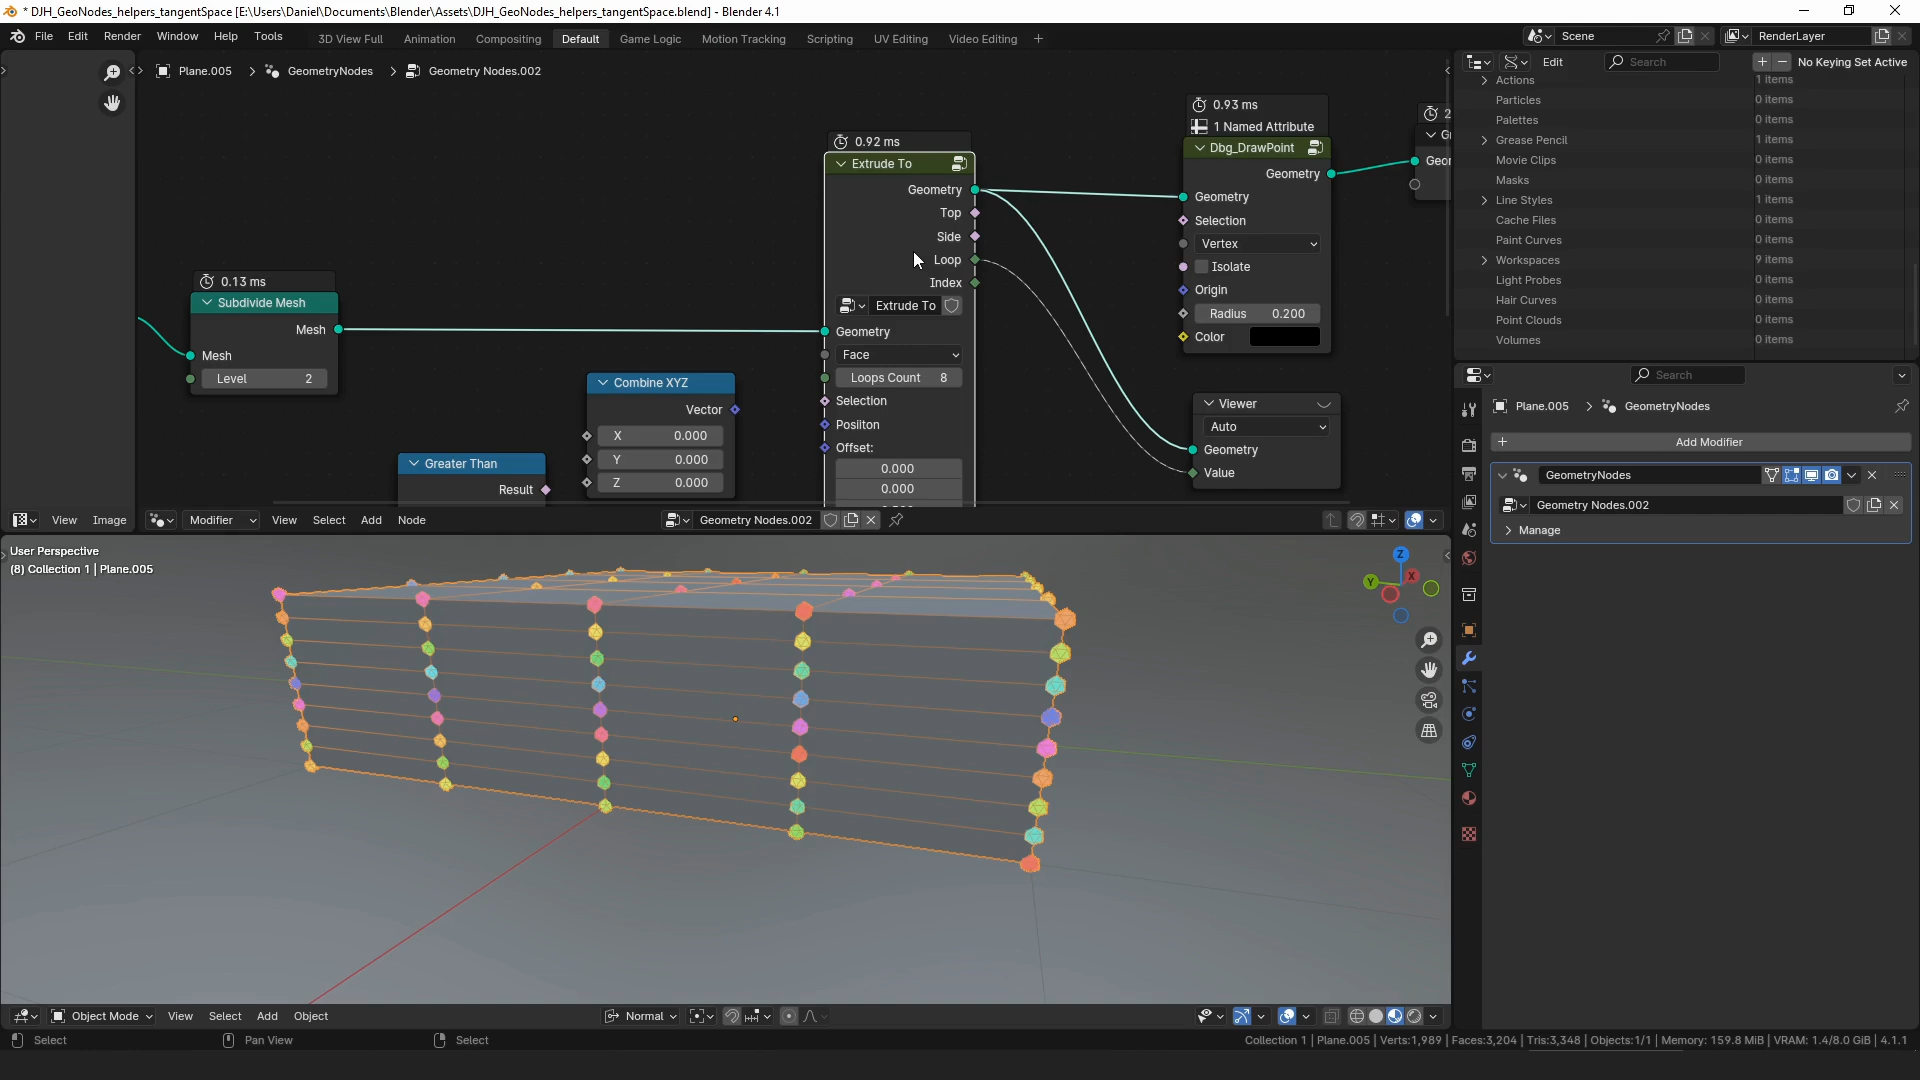 * DJH_GeoNodes_helpers_tangentSpace [E:\Users\Daniel\Documents\Blender\Assets\DJH_GeoNodes_helpers_tangentSpace.blend] - Blender 4.1
File Edit Render Window Help Tools 3D View Full Animation Compositing Default Game Logic Motion Tracking Scripting UV Editing Video Editing +
Scene RenderLayer
Plane.005 > GeometryNodes > Geometry Nodes.002
Edit Search No Keying Set Active
Actions 1 items
Particles 0 items
Palettes 0 items
Grease Pencil 1 items
Movie Clips 0 items
Masks 0 items
Line Styles 1 items
Cache Files 0 items
Paint Curves 0 items
Workspaces 9 items
Light Probes 0 items
Hair Curves 0 items
Point Clouds 0 items
Volumes 0 items
0.13 ms
Subdivide Mesh
Mesh
Mesh
Level 2
Greater Than
Result
Combine XYZ
Vector
X 0.000
Y 0.000
Z 0.000
0.92 ms
Extrude To
Geometry
Top
Side
Loop
Index
Extrude To
Geometry
Face
Loops Count 8
Selection
Posiiton
Offset:
0.000
0.000
0.93 ms
1 Named Attribute
Dbg_DrawPoint
Geometry
Geometry
Selection
Vertex
Isolate
Origin
Radius 0.200
Color
Viewer
Auto
Geometry
Value
2
G
Geor
View Image
Modifier View Select Add Node Geometry Nodes.002
Search
Plane.005 > GeometryNodes
+ Add Modifier
GeometryNodes
Geometry Nodes.002
Manage
User Perspective
(8) Collection 1 | Plane.005
Z
Y
X
Object Mode View Select Add Object Normal
Select Pan View Select
Collection 1 | Plane.005 | Verts:1,989 | Faces:3,204 | Tris:3,348 | Objects:1/1 | Memory: 159.8 MiB | VRAM: 1.4/8.0 GiB | 4.1.1